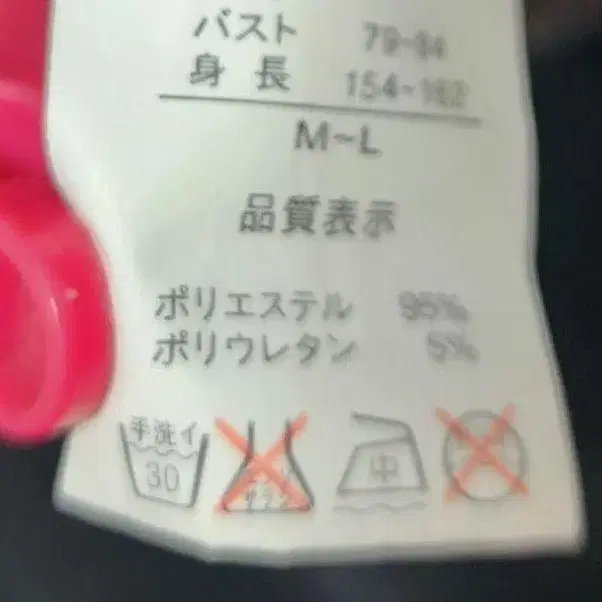 バスト 79-84
身長 154-162
M~L
品質表示
ポリエステル 95%
ポリウレタン 5%
手洗イ
30
中